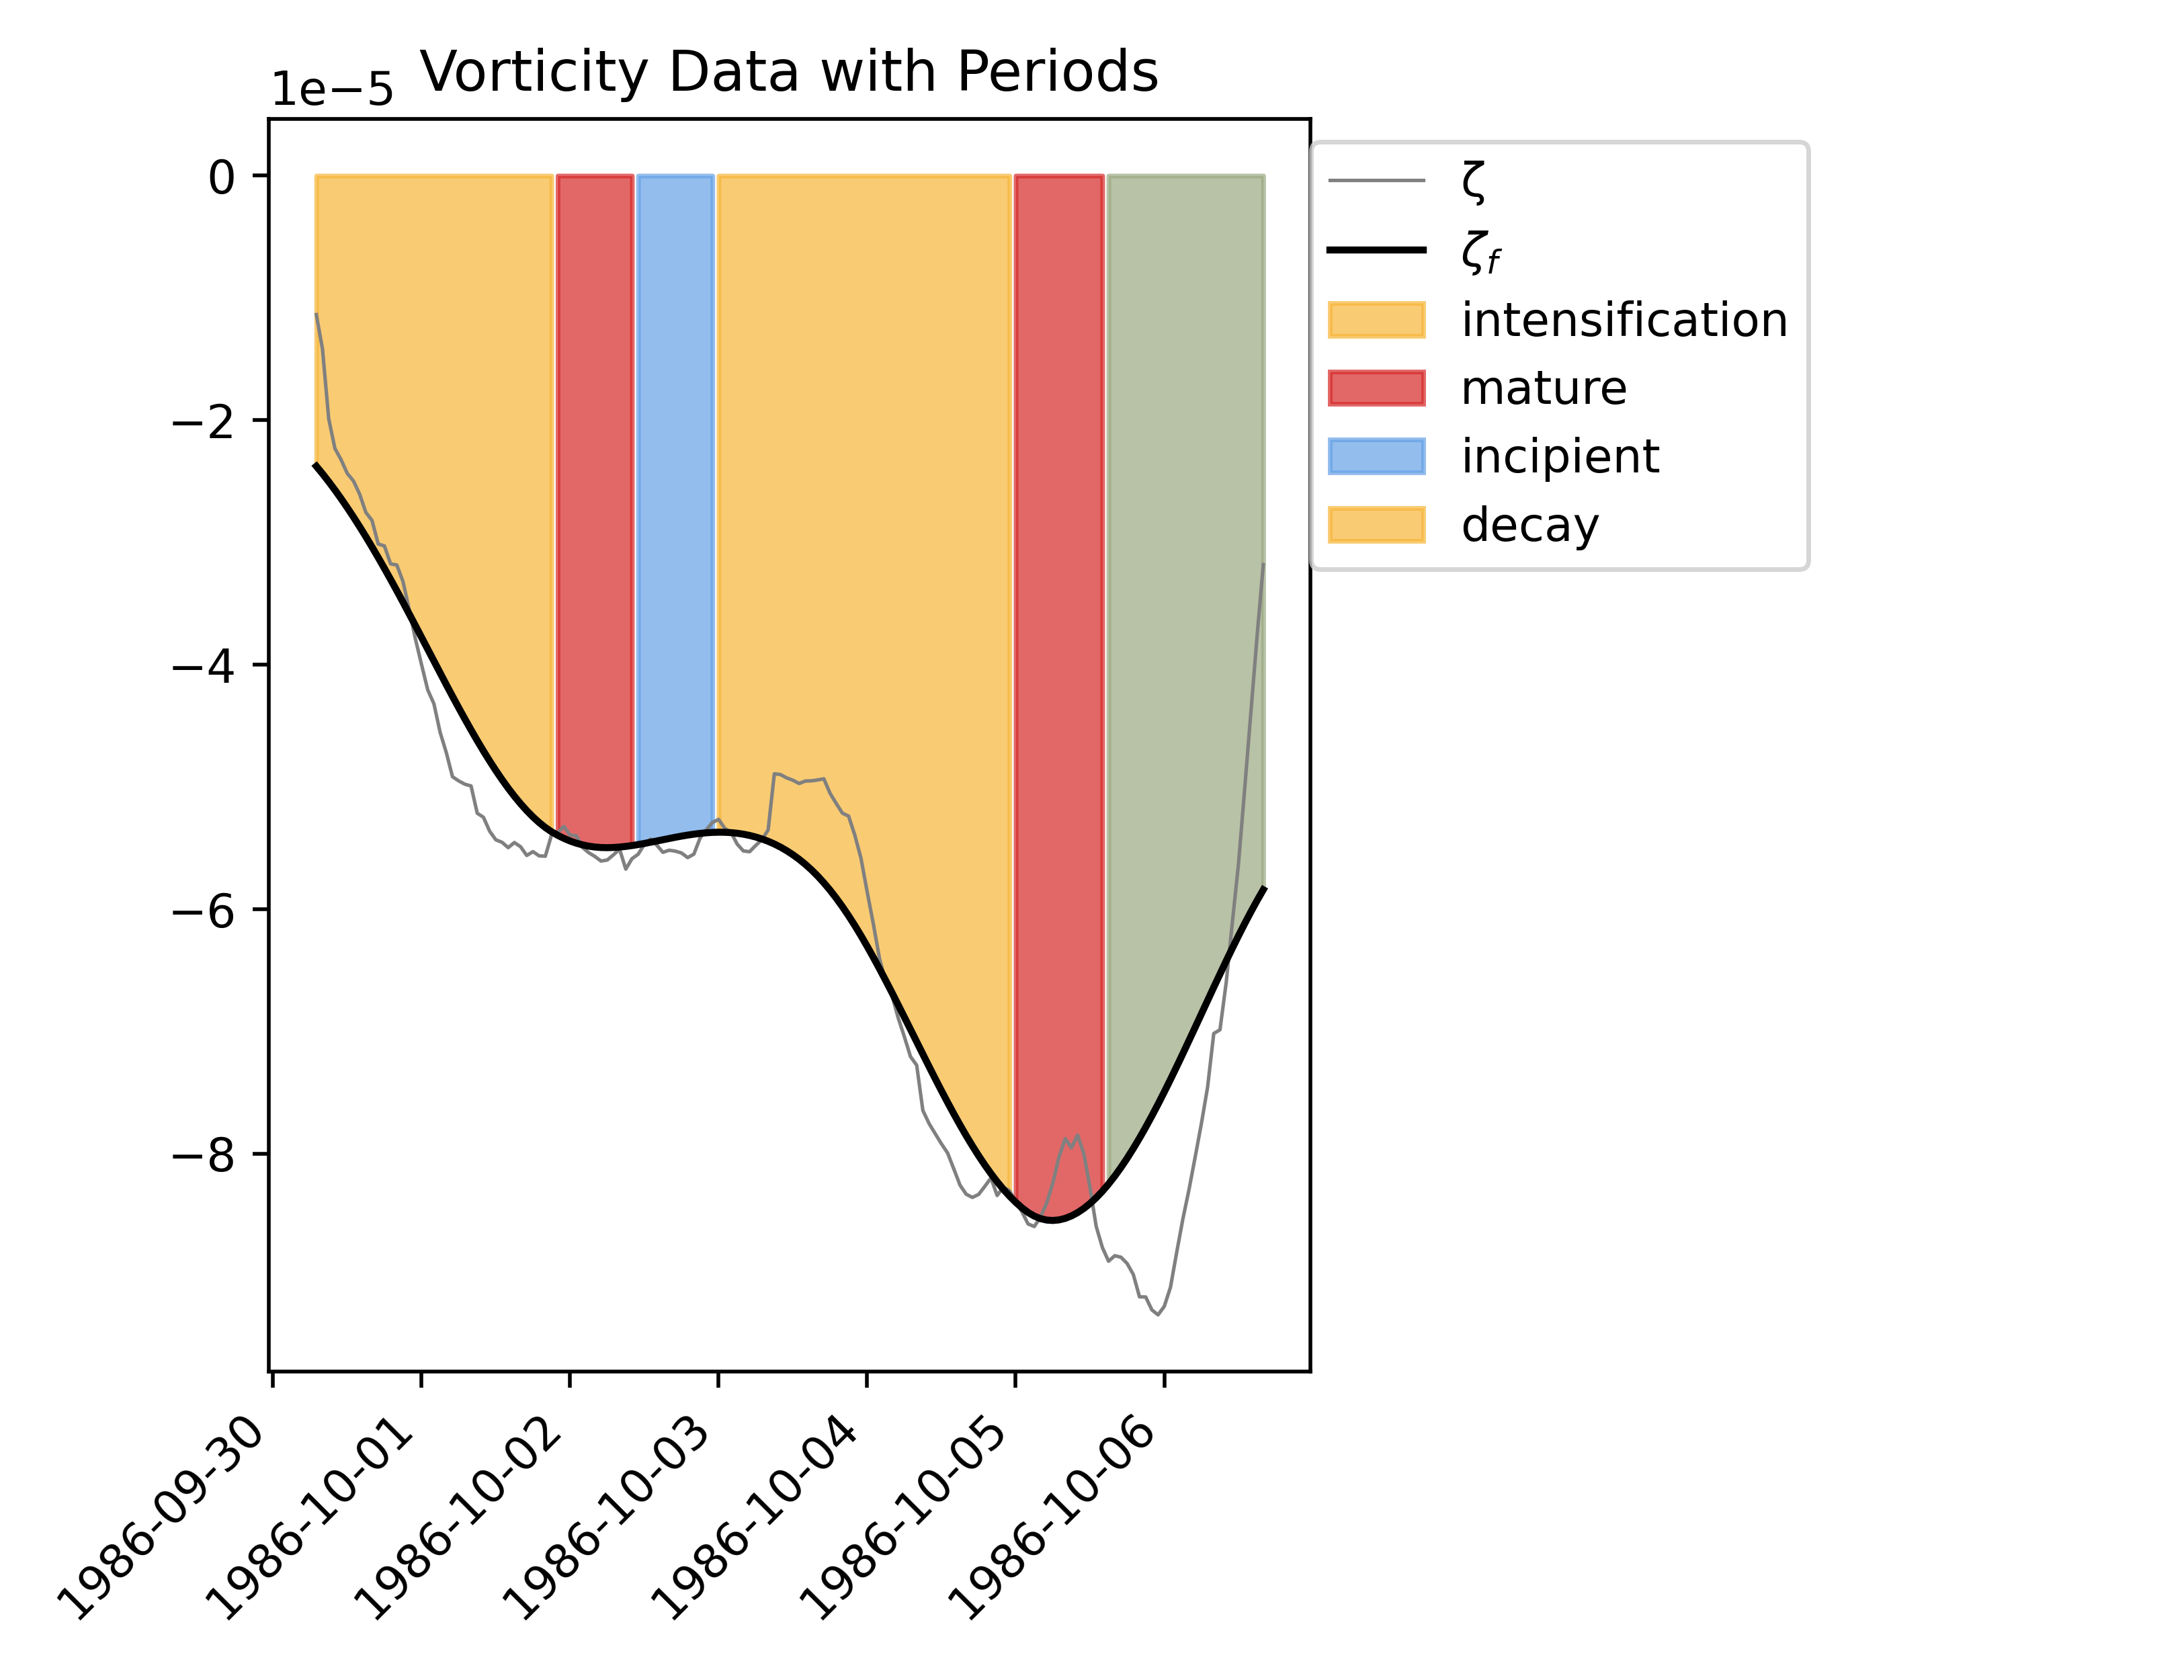 Vorticity Data with Periods
1e−5
0
−2
−4
−6
−8
1986-09-30
1986-10-01
1986-10-02
1986-10-03
1986-10-04
1986-10-05
1986-10-06
ζ
ζf
intensification
mature
incipient
decay